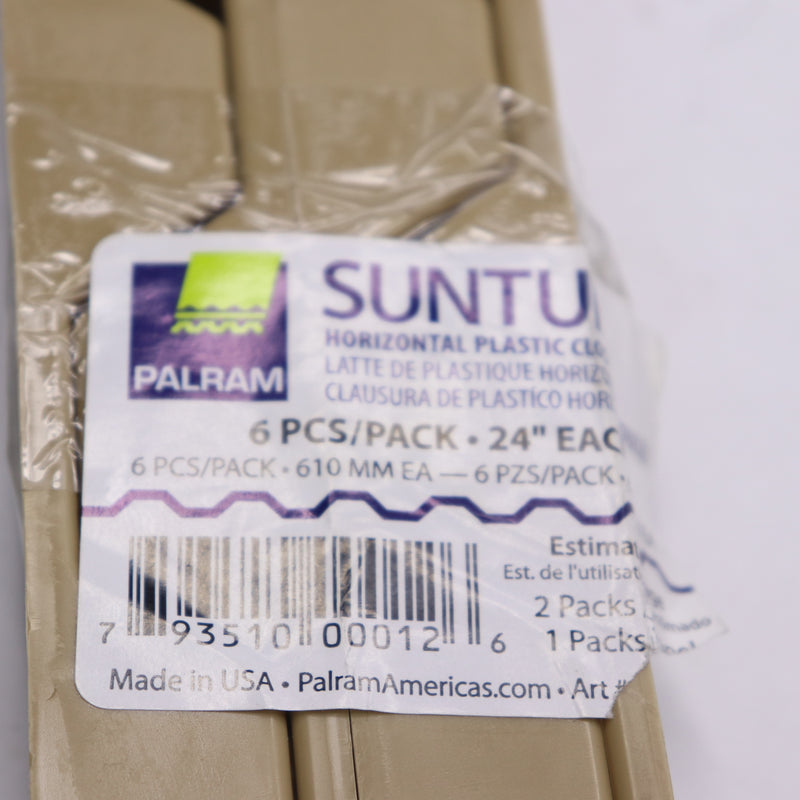 PALRAM
SUNTU
HORIZONTAL PLASTIC CLO
LATTE DE PLASTIQUE HORIZ
CLAUSURA DE PLASTÍCO HOR
6 PCS/PACK • 24" EAC
6 PCS/PACK • 610 MM EA — 6 PZS/PACK •
Estima
Est. de l'utilisat
2 Packs
1 Packs
7 93510 00012 6
Made in USA • PalramAmericas.com • Art #